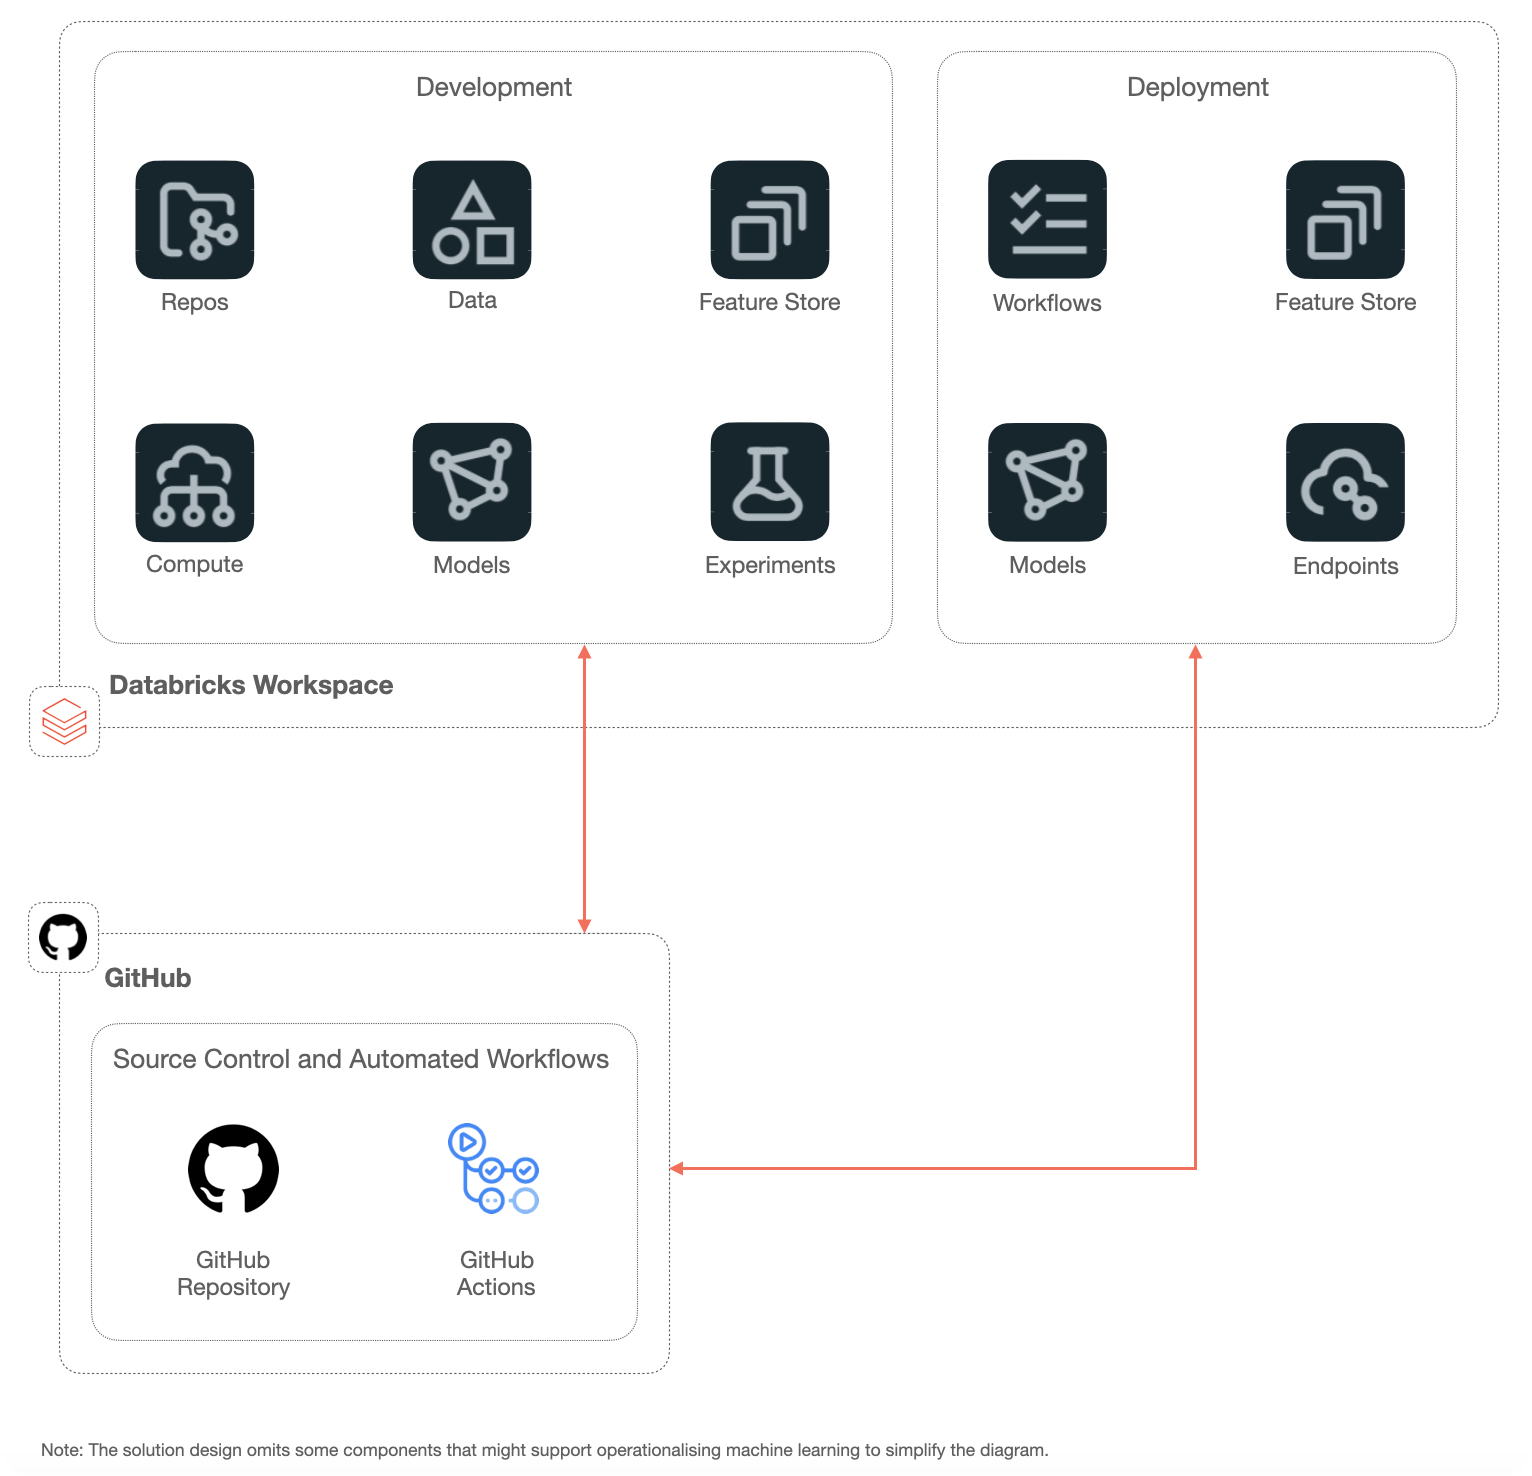 Development
Deployment
Repos
Data
Feature Store
Workflows
Feature Store
Compute
Models
Experiments
Models
Endpoints
Databricks Workspace
GitHub
Source Control and Automated Workflows
GitHub
Repository
GitHub
Actions
Note: The solution design omits some components that might support operationalising machine learning to simplify the diagram.